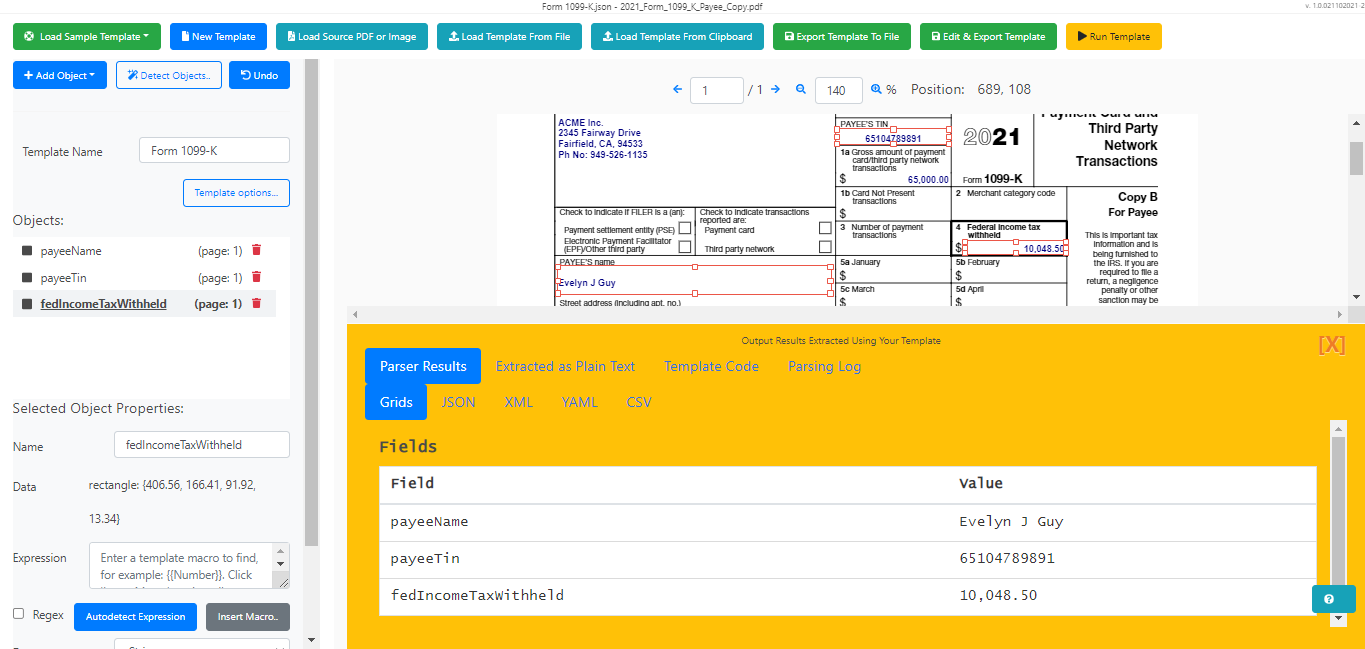 Form 1099-K.json - 2021_Form_1099_K_Payee_Copy.pdf
v. 1.0.021102021-2
Load Sample Template
New Template
Load Source PDF or Image
Load Template From File
Load Template From Clipboard
Export Template To File
Edit & Export Template
Run Template
Add Object
Detect Objects..
Undo
1 / 1
140 %
Position: 689, 108
Template Name
Form 1099-K
Template options...
Objects:
payeeName (page: 1)
payeeTin (page: 1)
fedIncomeTaxWithheld (page: 1)
Selected Object Properties:
Name
fedIncomeTaxWithheld
Data
rectangle: {406.56, 166.41, 91.92,
13.34}
Expression
Enter a template macro to find,
for example: {{Number}}. Click
Regex
Autodetect Expression
Insert Macro..
ACME Inc.
2345 Fairway Drive
Fairfield, CA, 94533
Ph No: 949-526-1135
PAYEE'S TIN
65104789891
1a Gross amount of payment
card/third party network
transactions
$ 65,000.00
2021
Form 1099-K
Payment Card and
Third Party
Network
Transactions
1b Card Not Present
transactions
$
2 Merchant category code
Copy B
For Payee
Check to indicate if FILER is a (an):
Payment settlement entity (PSE)
Electronic Payment Facilitator
(EPF)/Other third party
Check to indicate transactions
reported are:
Payment card
Third party network
3 Number of payment
transactions
4 Federal income tax
withheld
$ 10,048.50
This is important tax
information and is
being furnished to
the IRS. If you are
required to file a
return, a negligence
penalty or other
sanction may be
PAYEE'S name
Evelyn J Guy
Street address (including apt. no.)
5a January
$
5b February
$
5c March
$
5d April
$
Output Results Extracted Using Your Template
[X]
Parser Results
Extracted as Plain Text
Template Code
Parsing Log
Grids
JSON
XML
YAML
CSV
Fields
Field Value
payeeName Evelyn J Guy
payeeTin 65104789891
fedIncomeTaxWithheld 10,048.50